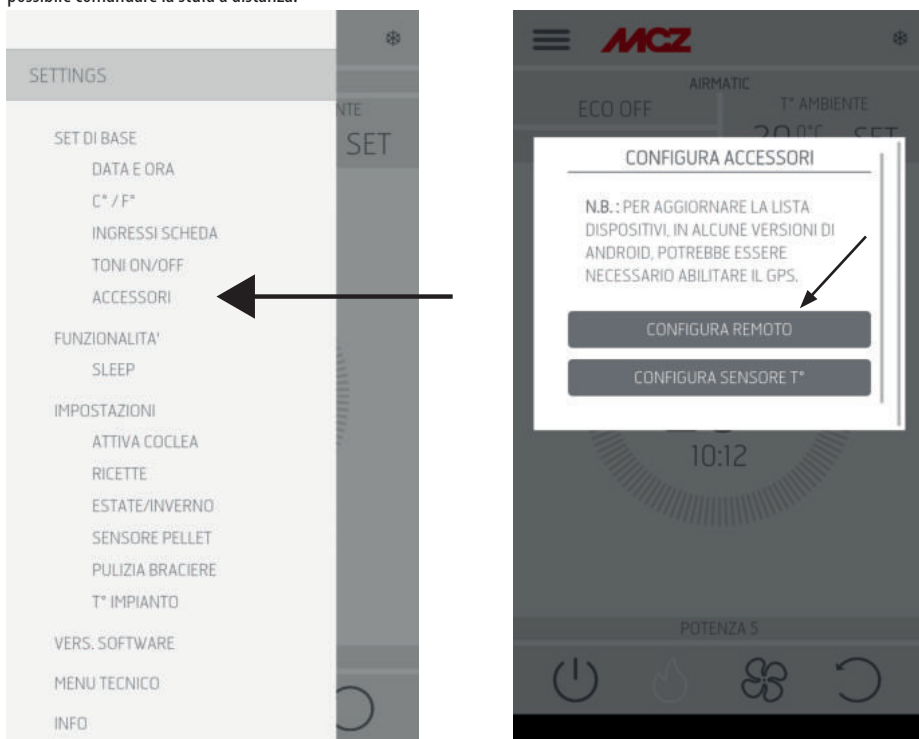 possibile comandare la stufa a distanza.
SETTINGS
SET DI BASE
DATA E ORA
C° / F°
INGRESSI SCHEDA
TONI ON/OFF
ACCESSORI
FUNZIONALITA'
SLEEP
IMPOSTAZIONI
ATTIVA COCLEA
RICETTE
ESTATE/INVERNO
SENSORE PELLET
PULIZIA BRACIERE
T° IMPIANTO
VERS. SOFTWARE
MENU TECNICO
INFO
NTE
SET
MCZ
AIRMATIC
ECO OFF
T° AMBIENTE
SET
CONFIGURA ACCESSORI
N.B. : PER AGGIORNARE LA LISTA
DISPOSITIVI, IN ALCUNE VERSIONI DI
ANDROID, POTREBBE ESSERE
NECESSARIO ABILITARE IL GPS.
CONFIGURA REMOTO
CONFIGURA SENSORE T°
10:12
POTENZA 5